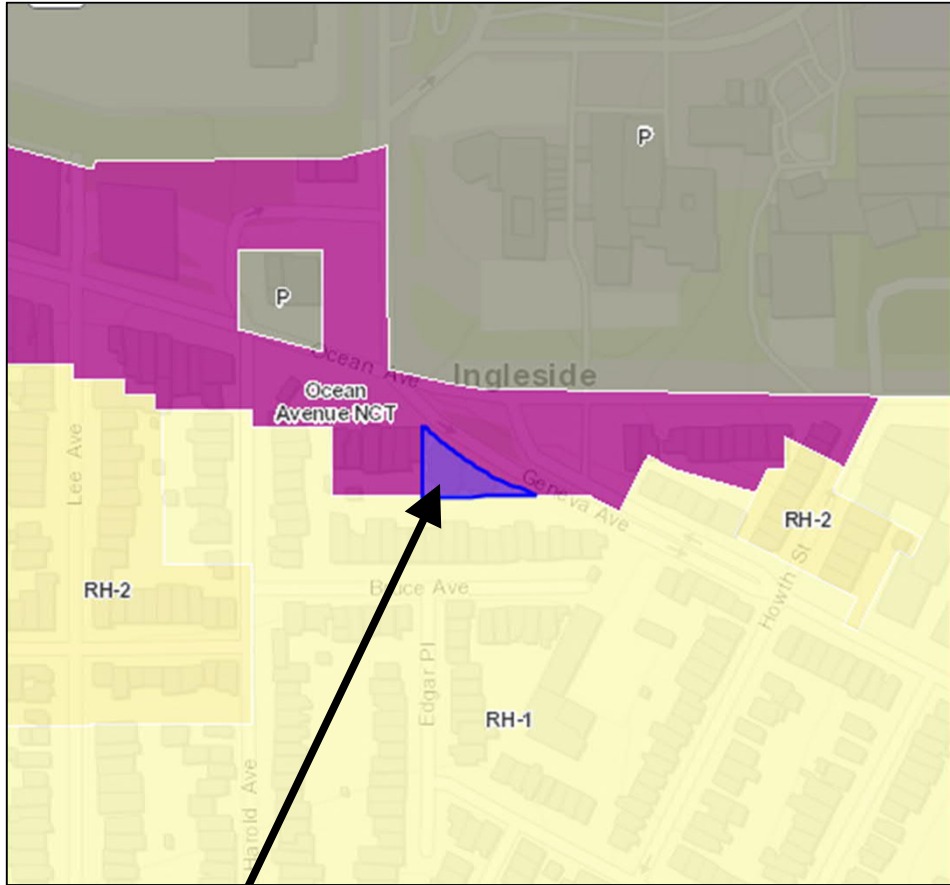 P
P
Ocean Ave
Ingleside
Ocean
Avenue NCT
Lee Ave
Geneva Ave
RH-2
RH-2
Bruce Ave
Howth St
Edgar Pl
RH-1
Harold Ave